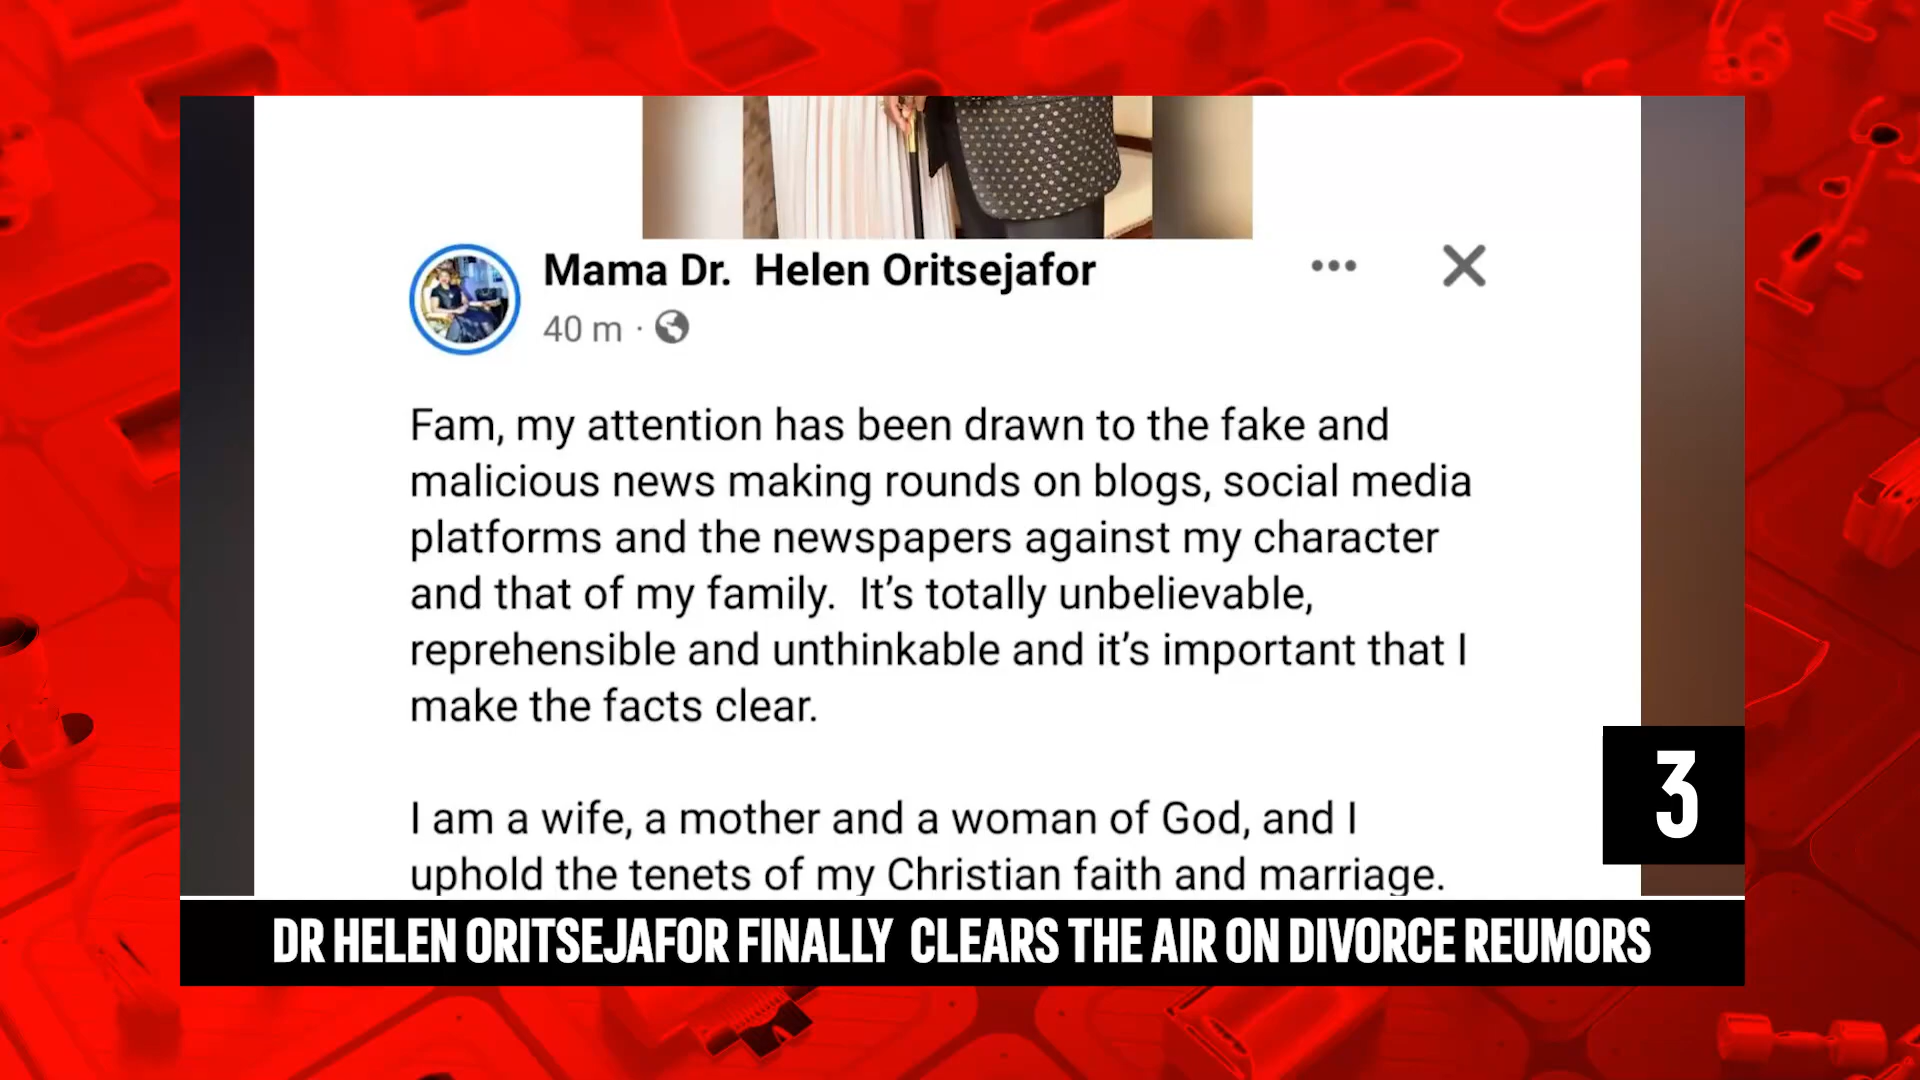 Mama Dr.  Helen Oritsejafor
40 m ·
Fam, my attention has been drawn to the fake and
malicious news making rounds on blogs, social media
platforms and the newspapers against my character
and that of my family.  It’s totally unbelievable,
reprehensible and unthinkable and it’s important that I
make the facts clear.
I am a wife, a mother and a woman of God, and I
uphold the tenets of my Christian faith and marriage.
3
DR HELEN ORITSEJAFOR FINALLY  CLEARS THE AIR ON DIVORCE REUMORS